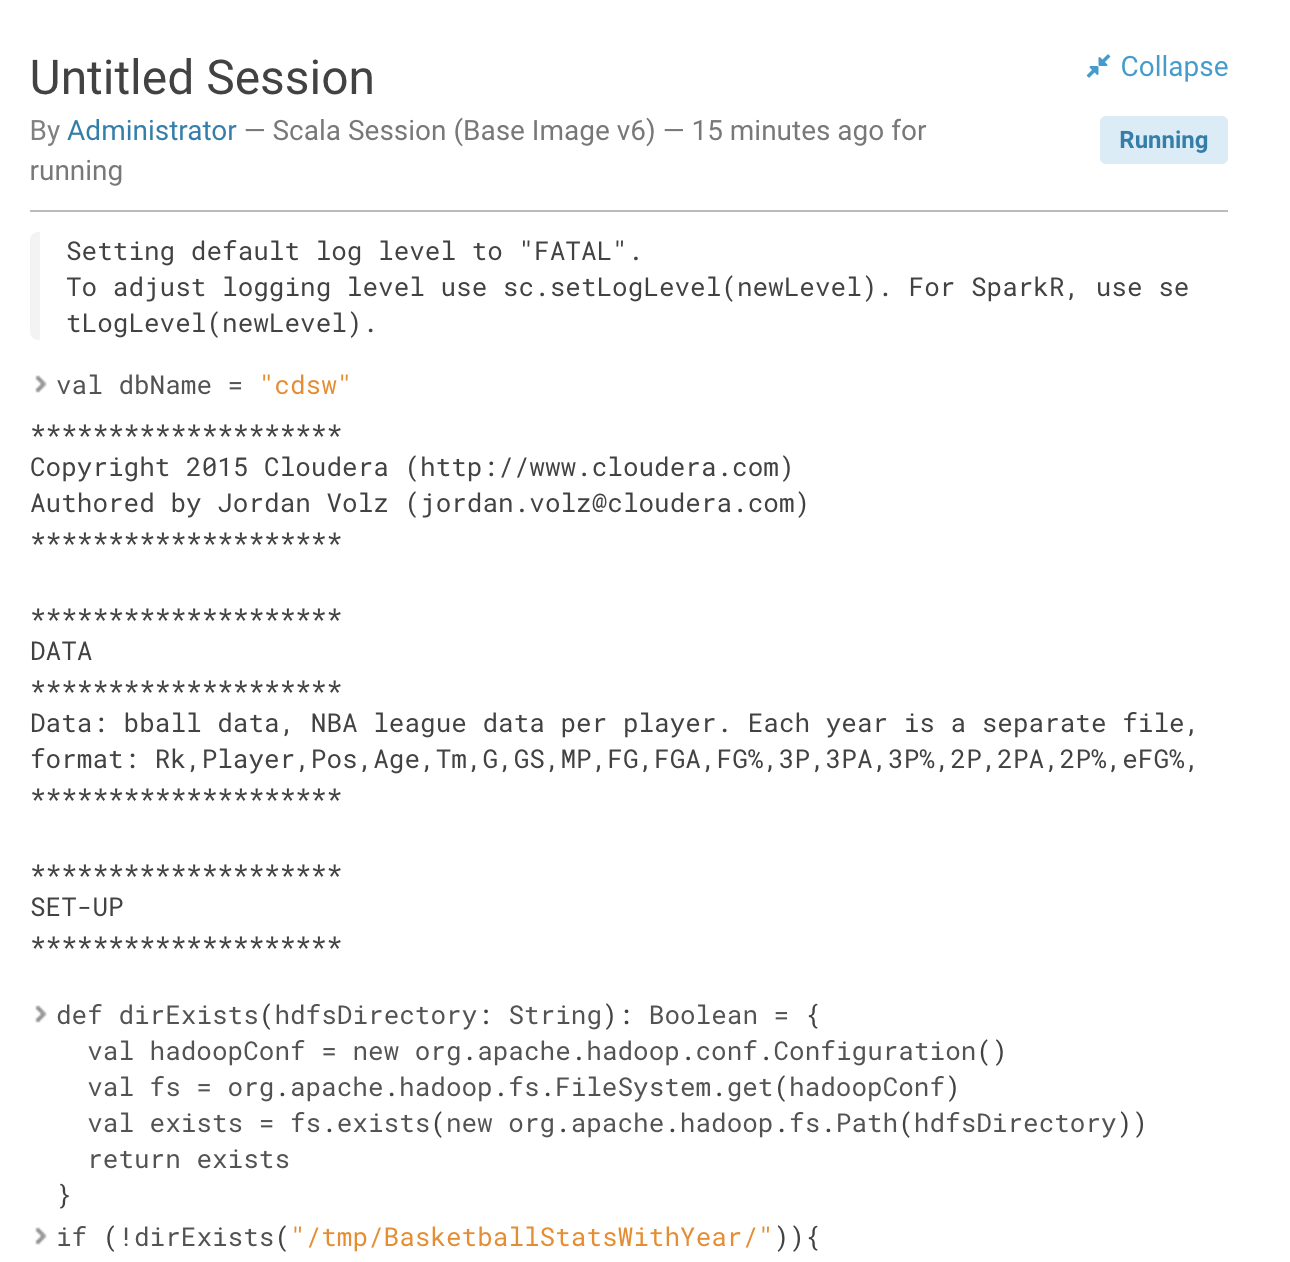 Untitled Session
Collapse
By Administrator — Scala Session (Base Image v6) — 15 minutes ago for
running
Running
Setting default log level to "FATAL".
To adjust logging level use sc.setLogLevel(newLevel). For SparkR, use se
tLogLevel(newLevel).
val dbName = "cdsw"
********************
Copyright 2015 Cloudera (http://www.cloudera.com)
Authored by Jordan Volz (jordan.volz@cloudera.com)
********************
********************
DATA
********************
Data: bball data, NBA league data per player. Each year is a separate file,
format: Rk,Player,Pos,Age,Tm,G,GS,MP,FG,FGA,FG%,3P,3PA,3P%,2P,2PA,2P%,eFG%,
********************
********************
SET-UP
********************
def dirExists(hdfsDirectory: String): Boolean = {
  val hadoopConf = new org.apache.hadoop.conf.Configuration()
  val fs = org.apache.hadoop.fs.FileSystem.get(hadoopConf)
  val exists = fs.exists(new org.apache.hadoop.fs.Path(hdfsDirectory))
  return exists
}
if (!dirExists("/tmp/BasketballStatsWithYear/")){